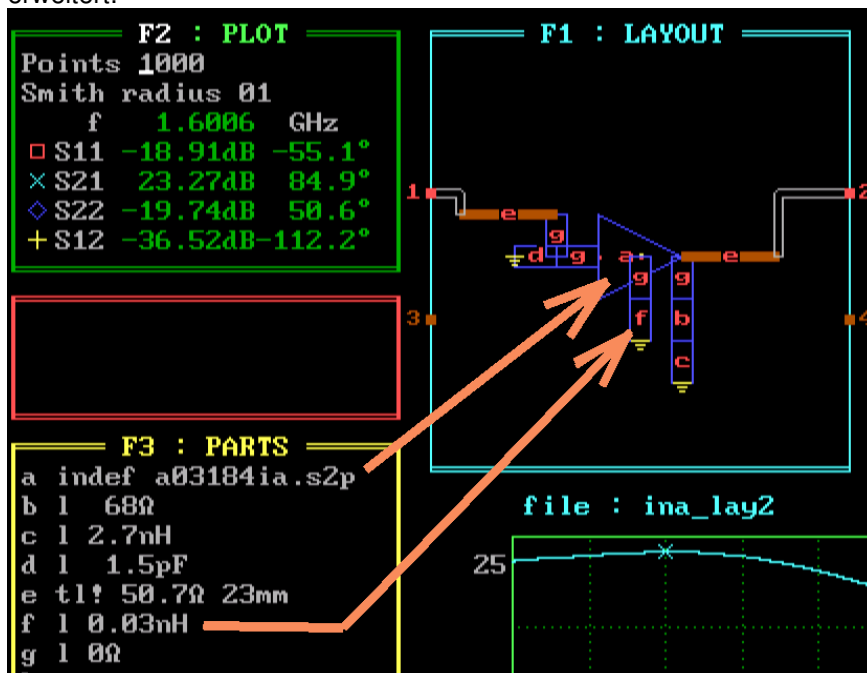 erweitert.
F2 : PLOT
Points 1000
Smith radius 01
f 1.6006 GHz
S11 -18.91dB -55.1°
S21 23.27dB 84.9°
S22 -19.74dB 50.6°
S12 -36.52dB-112.2°
F1 : LAYOUT
1
2
e
g
d g a e
g g
3 f b 4
c
F3 : PARTS
a indef a03184ia.s2p
b l 68Ω
c l 2.7nH
d l 1.5pF
e tl! 50.7Ω 23mm
f l 0.03nH
g l 0Ω
file : ina_lay2
25